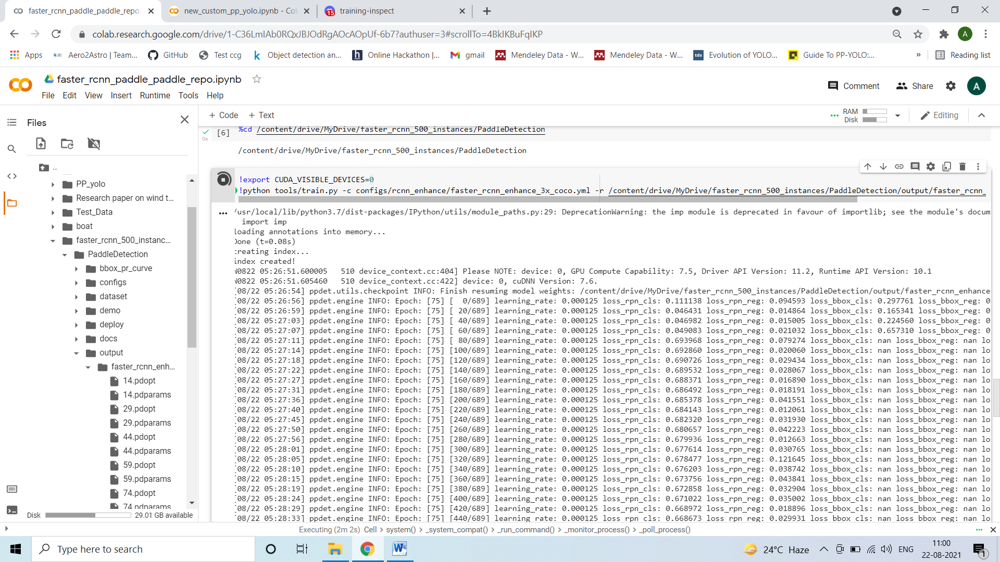 faster_rcnn_paddle_paddle_repo.i
new_custom_pp_yolo.ipynb - Col
15
training-inspect
colab.research.google.com/drive/1-C36LmIAb0RQxJBJOdRgAOcAOpUf-6b7?authuser=3#scrollTo=4BkIKBuFqIKP
A
Apps
Aero2Astro | Team...
GitHub
Test ccg
Object detection an...
Online Hackathon |...
gmail
Mendeley Data - W...
Mendeley Data - W...
Evolution of YOLO...
Guide To PP-YOLO:...
»
Reading list
faster_rcnn_paddle_paddle_repo.ipynb
Comment
Share
A
File Edit View Insert Runtime Tools Help
Files
+ Code + Text
RAM
Disk
Editing
[6]
0s
%cd /content/drive/MyDrive/faster_rcnn_500_instances/PaddleDetection
/content/drive/MyDrive/faster_rcnn_500_instances/PaddleDetection
..
PP_yolo
Research paper on wind t...
Test_Data
boat
faster_rcnn_500_instanc...
PaddleDetection
bbox_pr_curve
configs
dataset
demo
deploy
docs
output
faster_rcnn_enh...
14.pdopt
14.pdparams
29.pdopt
29.pdparams
44.pdopt
44.pdparams
59.pdopt
59.pdparams
74.pdopt
74.pdparams
Disk
29.01 GB available
!export CUDA_VISIBLE_DEVICES=0
!python tools/train.py -c configs/rcnn_enhance/faster_rcnn_enhance_3x_coco.yml -r /content/drive/MyDrive/faster_rcnn_500_instances/PaddleDetection/output/faster_rcnn_
/usr/local/lib/python3.7/dist-packages/IPython/utils/module_paths.py:29: DeprecationWarning: the imp module is deprecated in favour of importlib; see the module's docum
import imp
loading annotations into memory...
Done (t=0.08s)
creating index...
index created!
W0822 05:26:51.600005 510 device_context.cc:404] Please NOTE: device: 0, GPU Compute Capability: 7.5, Driver API Version: 11.2, Runtime API Version: 10.1
W0822 05:26:51.605460 510 device_context.cc:422] device: 0, cuDNN Version: 7.6.
[08/22 05:26:54] ppdet.utils.checkpoint INFO: Finish resuming model weights: /content/drive/MyDrive/faster_rcnn_500_instances/PaddleDetection/output/faster_rcnn_enhance
[08/22 05:26:56] ppdet.engine INFO: Epoch: [75] [ 0/689] learning_rate: 0.000125 loss_rpn_cls: 0.111138 loss_rpn_reg: 0.094593 loss_bbox_cls: 0.297761 loss_bbox_reg: 0
[08/22 05:26:59] ppdet.engine INFO: Epoch: [75] [ 20/689] learning_rate: 0.000125 loss_rpn_cls: 0.046431 loss_rpn_reg: 0.014864 loss_bbox_cls: 0.165341 loss_bbox_reg: 0
[08/22 05:27:03] ppdet.engine INFO: Epoch: [75] [ 40/689] learning_rate: 0.000125 loss_rpn_cls: 0.046982 loss_rpn_reg: 0.015005 loss_bbox_cls: 0.224560 loss_bbox_reg: 0
[08/22 05:27:07] ppdet.engine INFO: Epoch: [75] [ 60/689] learning_rate: 0.000125 loss_rpn_cls: 0.049083 loss_rpn_reg: 0.021032 loss_bbox_cls: 0.657310 loss_bbox_reg: 0
[08/22 05:27:11] ppdet.engine INFO: Epoch: [75] [ 80/689] learning_rate: 0.000125 loss_rpn_cls: 0.693968 loss_rpn_reg: 0.079274 loss_bbox_cls: nan loss_bbox_reg: nan lo
[08/22 05:27:14] ppdet.engine INFO: Epoch: [75] [100/689] learning_rate: 0.000125 loss_rpn_cls: 0.692860 loss_rpn_reg: 0.020060 loss_bbox_cls: nan loss_bbox_reg: nan lo
[08/22 05:27:18] ppdet.engine INFO: Epoch: [75] [120/689] learning_rate: 0.000125 loss_rpn_cls: 0.690726 loss_rpn_reg: 0.029434 loss_bbox_cls: nan loss_bbox_reg: nan lo
[08/22 05:27:22] ppdet.engine INFO: Epoch: [75] [140/689] learning_rate: 0.000125 loss_rpn_cls: 0.689532 loss_rpn_reg: 0.028067 loss_bbox_cls: nan loss_bbox_reg: nan lo
[08/22 05:27:27] ppdet.engine INFO: Epoch: [75] [160/689] learning_rate: 0.000125 loss_rpn_cls: 0.688371 loss_rpn_reg: 0.016890 loss_bbox_cls: nan loss_bbox_reg: nan lo
[08/22 05:27:31] ppdet.engine INFO: Epoch: [75] [180/689] learning_rate: 0.000125 loss_rpn_cls: 0.686492 loss_rpn_reg: 0.018191 loss_bbox_cls: nan loss_bbox_reg: nan lo
[08/22 05:27:36] ppdet.engine INFO: Epoch: [75] [200/689] learning_rate: 0.000125 loss_rpn_cls: 0.685378 loss_rpn_reg: 0.041551 loss_bbox_cls: nan loss_bbox_reg: nan lo
[08/22 05:27:40] ppdet.engine INFO: Epoch: [75] [220/689] learning_rate: 0.000125 loss_rpn_cls: 0.684143 loss_rpn_reg: 0.012061 loss_bbox_cls: nan loss_bbox_reg: nan lo
[08/22 05:27:45] ppdet.engine INFO: Epoch: [75] [240/689] learning_rate: 0.000125 loss_rpn_cls: 0.682320 loss_rpn_reg: 0.031930 loss_bbox_cls: nan loss_bbox_reg: nan lo
[08/22 05:27:50] ppdet.engine INFO: Epoch: [75] [260/689] learning_rate: 0.000125 loss_rpn_cls: 0.680657 loss_rpn_reg: 0.042223 loss_bbox_cls: nan loss_bbox_reg: nan lo
[08/22 05:27:56] ppdet.engine INFO: Epoch: [75] [280/689] learning_rate: 0.000125 loss_rpn_cls: 0.679936 loss_rpn_reg: 0.012663 loss_bbox_cls: nan loss_bbox_reg: nan lo
[08/22 05:28:01] ppdet.engine INFO: Epoch: [75] [300/689] learning_rate: 0.000125 loss_rpn_cls: 0.677614 loss_rpn_reg: 0.030765 loss_bbox_cls: nan loss_bbox_reg: nan lo
[08/22 05:28:05] ppdet.engine INFO: Epoch: [75] [320/689] learning_rate: 0.000125 loss_rpn_cls: 0.678477 loss_rpn_reg: 0.121645 loss_bbox_cls: nan loss_bbox_reg: nan lo
[08/22 05:28:10] ppdet.engine INFO: Epoch: [75] [340/689] learning_rate: 0.000125 loss_rpn_cls: 0.676203 loss_rpn_reg: 0.038742 loss_bbox_cls: nan loss_bbox_reg: nan lo
[08/22 05:28:15] ppdet.engine INFO: Epoch: [75] [360/689] learning_rate: 0.000125 loss_rpn_cls: 0.673756 loss_rpn_reg: 0.043841 loss_bbox_cls: nan loss_bbox_reg: nan lo
[08/22 05:28:19] ppdet.engine INFO: Epoch: [75] [380/689] learning_rate: 0.000125 loss_rpn_cls: 0.672858 loss_rpn_reg: 0.032904 loss_bbox_cls: nan loss_bbox_reg: nan lo
[08/22 05:28:24] ppdet.engine INFO: Epoch: [75] [400/689] learning_rate: 0.000125 loss_rpn_cls: 0.671022 loss_rpn_reg: 0.035002 loss_bbox_cls: nan loss_bbox_reg: nan lo
[08/22 05:28:29] ppdet.engine INFO: Epoch: [75] [420/689] learning_rate: 0.000125 loss_rpn_cls: 0.668972 loss_rpn_reg: 0.018896 loss_bbox_cls: nan loss_bbox_reg: nan lo
[08/22 05:28:33] ppdet.engine INFO: Epoch: [75] [440/689] learning_rate: 0.000125 loss_rpn_cls: 0.668673 loss_rpn_reg: 0.029931 loss_bbox_cls: nan loss_bbox_reg: nan lo
Executing (2m 2s) Cell > system() > _system_compat() > _run_command() > _monitor_process() > _poll_process()
Type here to search
24°C Haze
ENG
11:00
22-08-2021
1